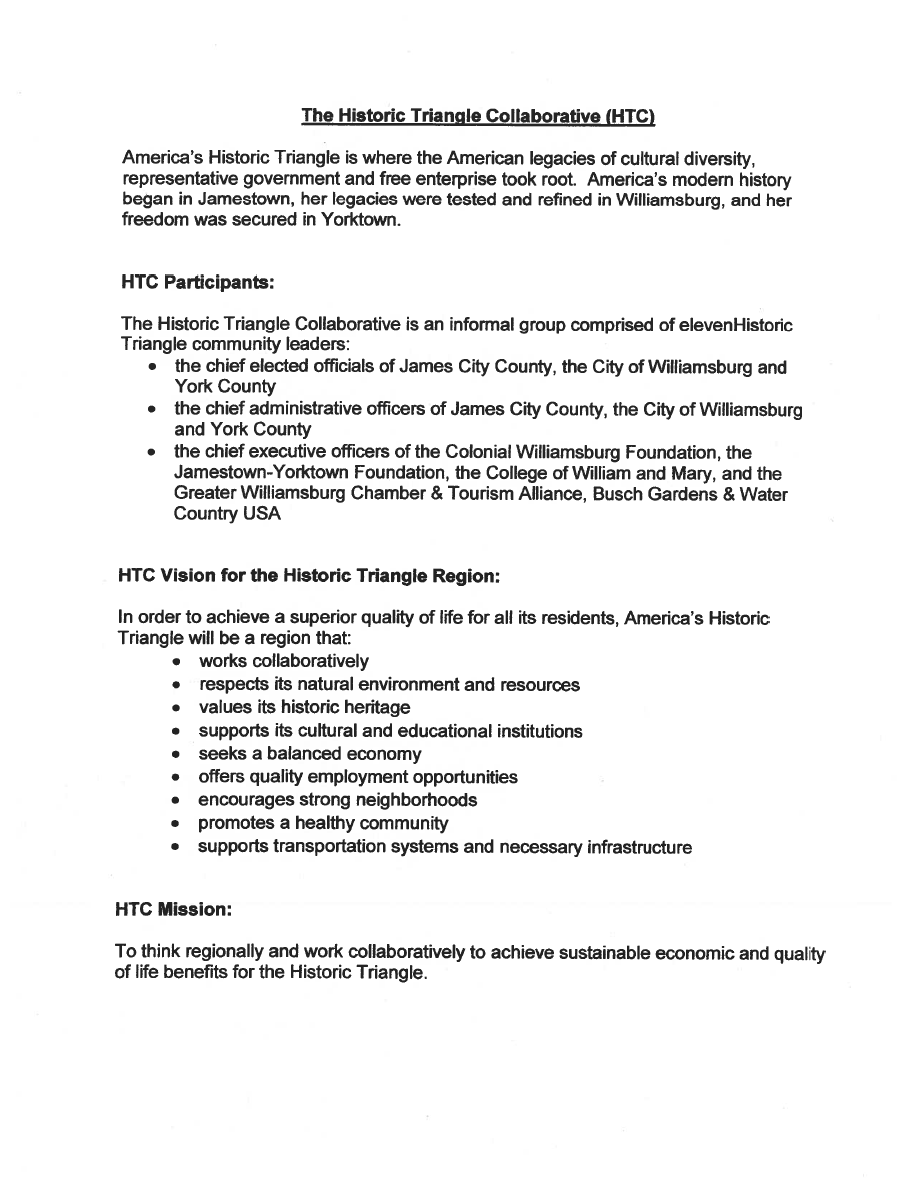 The Historic Triangle Collaborative (HTC)
America's Historic Triangle is where the American legacies of cultural diversity,
representative government and free enterprise took root.  America's modern history
began in Jamestown, her legacies were tested and refined in Williamsburg, and her
freedom was secured in Yorktown.
HTC Participants:
The Historic Triangle Collaborative is an informal group comprised of elevenHistoric
Triangle community leaders:
• the chief elected officials of James City County, the City of Williamsburg and
York County
• the chief administrative officers of James City County, the City of Williamsburg
and York County
• the chief executive officers of the Colonial Williamsburg Foundation, the
Jamestown-Yorktown Foundation, the College of William and Mary, and the
Greater Williamsburg Chamber & Tourism Alliance, Busch Gardens & Water
Country USA
HTC Vision for the Historic Triangle Region:
In order to achieve a superior quality of life for all its residents, America's Historic
Triangle will be a region that:
• works collaboratively
• respects its natural environment and resources
• values its historic heritage
• supports its cultural and educational institutions
• seeks a balanced economy
• offers quality employment opportunities
• encourages strong neighborhoods
• promotes a healthy community
• supports transportation systems and necessary infrastructure
HTC Mission:
To think regionally and work collaboratively to achieve sustainable economic and quality
of life benefits for the Historic Triangle.